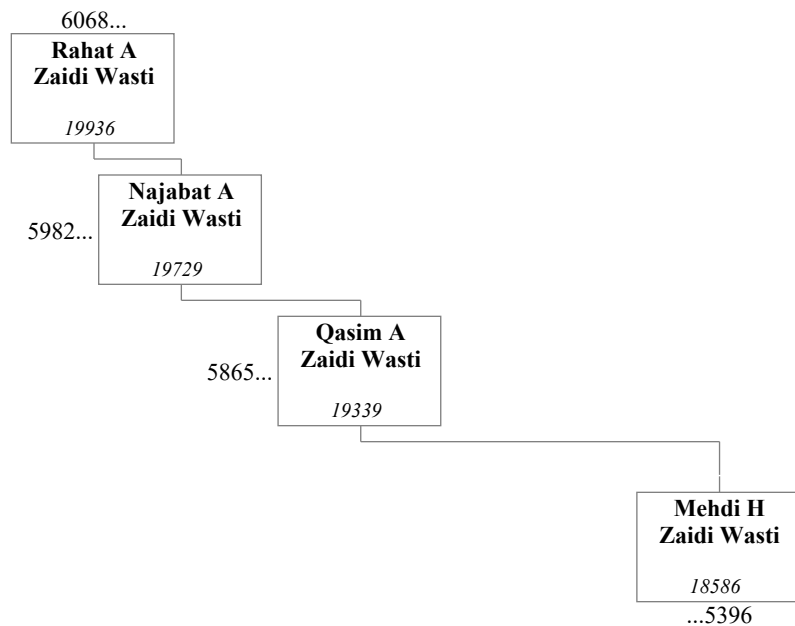 6068...
Rahat A
Zaidi Wasti
19936
Najabat A
Zaidi Wasti
5982...
19729
Qasim A
Zaidi Wasti
5865...
19339
Mehdi H
Zaidi Wasti
18586
...5396